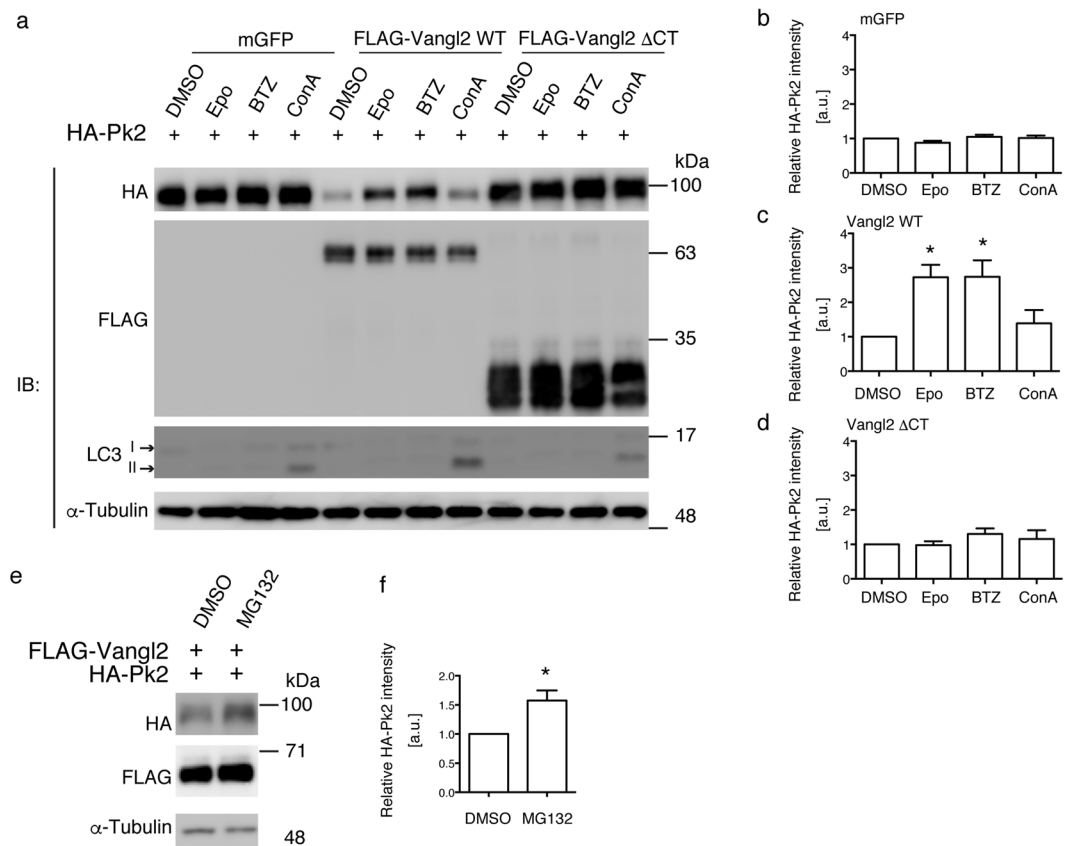 a
mGFP FLAG-Vangl2 WT FLAG-Vangl2 ΔCT
DMSO Epo BTZ ConA DMSO Epo BTZ ConA DMSO Epo BTZ ConA
HA-Pk2 + + + + + + + + + + + +
kDa
HA 100
63
FLAG
35
IB:
17
LC3 I
II
α-Tubulin
48
b
mGFP
Relative HA-Pk2 intensity
[a.u.]
4
3
2
1
0
DMSO Epo BTZ ConA
c
Vangl2 WT
Relative HA-Pk2 intensity
[a.u.]
4
3
2
1
0
* *
DMSO Epo BTZ ConA
d
Vangl2 ΔCT
Relative HA-Pk2 intensity
[a.u.]
4
3
2
1
0
DMSO Epo BTZ ConA
e
DMSO MG132
FLAG-Vangl2 + +
HA-Pk2 + +
kDa
100
HA
71
FLAG
α-Tubulin
48
f
Relative HA-Pk2 intensity
[a.u.]
2.0
1.5
1.0
0.5
0.0
*
DMSO MG132